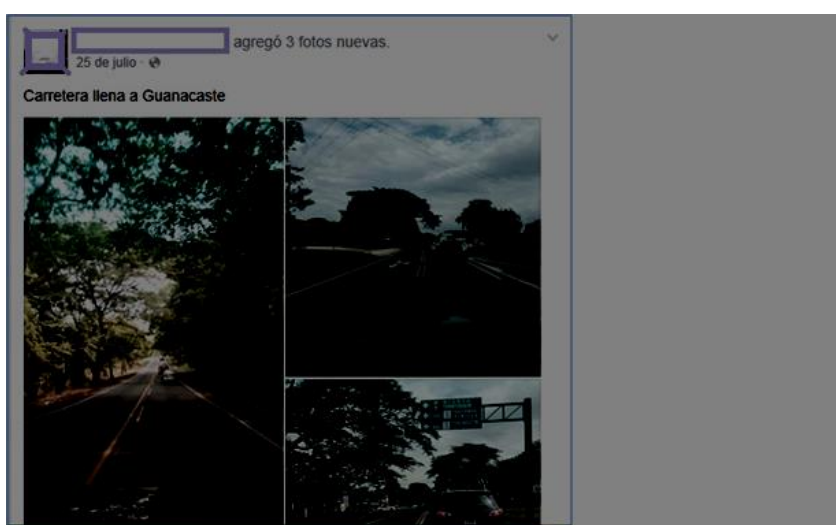 agregó 3 fotos nuevas.
25 de julio ·
Carretera llena a Guanacaste